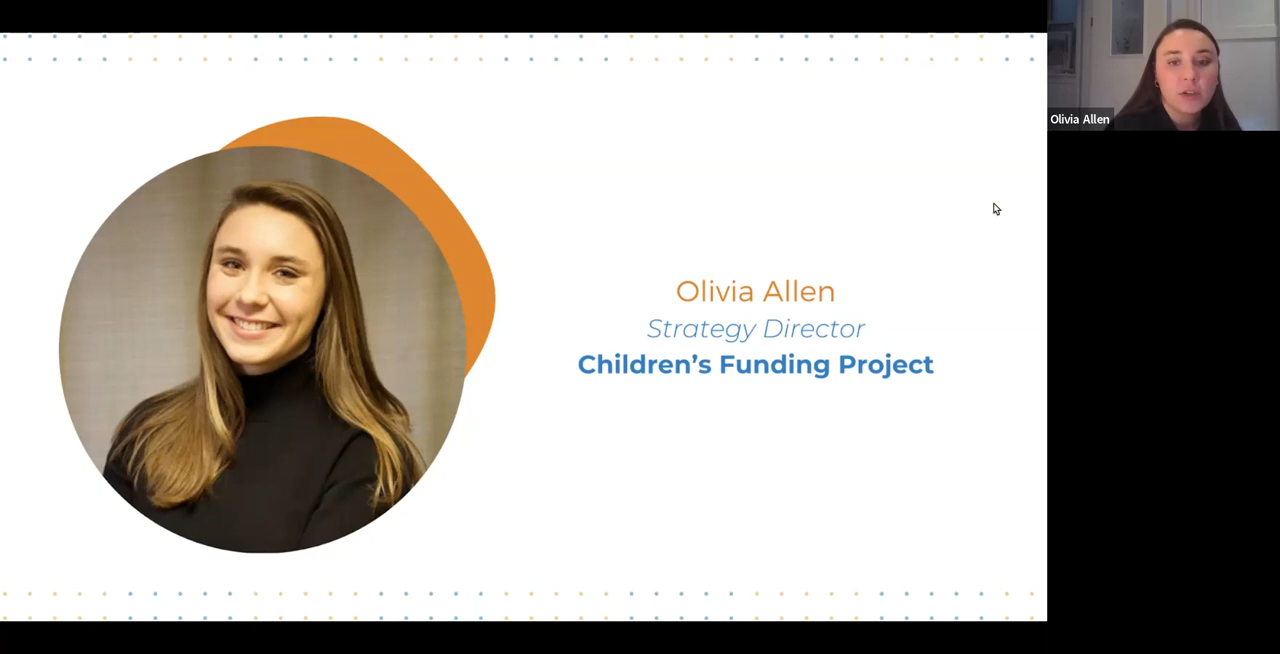 Olivia Allen
Strategy Director
Children’s Funding Project
Olivia Allen